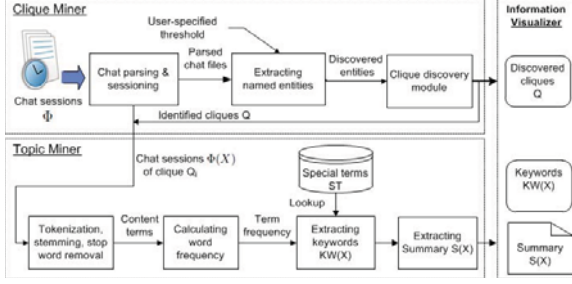 Clique Miner
User-specified
threshold
Chat sessions
Φ
Chat parsing &
sessioning
Parsed
chat files
Extracting
named entities
Discovered
entities
Clique discovery
module
Identified cliques Q
Information
Visualizer
Discovered
cliques
Q
Topic Miner
Chat sessions Φ(X)
of clique Qi
Special terms
ST
Lookup
Tokenization,
stemming, stop
word removal
Content
terms
Calculating
word
frequency
Term
frequency
Extracting
keywords
KW(X)
Extracting
Summary S(X)
Keywords
KW(X)
Summary
S(X)